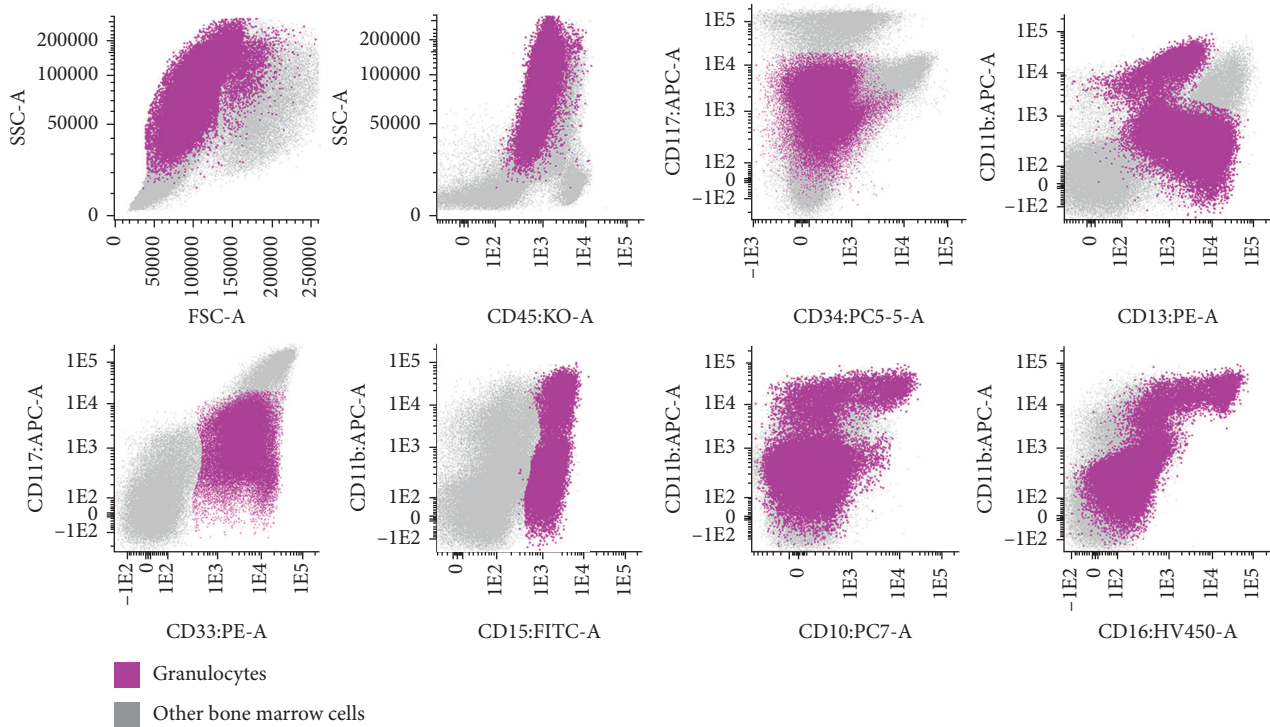 200000
100000
50000
0
SSC-A
0
50000
100000
150000
200000
250000
FSC-A
200000
100000
50000
0
SSC-A
0
1E2
1E3
1E4
1E5
CD45:KO-A
1E5
1E4
1E3
1E2
0
−1E2
CD117:APC-A
−1E3
0
1E3
1E4
1E5
CD34:PC5-5-A
1E5
1E4
1E3
1E2
0
−1E2
CD11b:APC-A
0
1E2
1E3
1E4
1E5
CD13:PE-A
1E5
1E4
1E3
1E2
0
−1E2
CD117:APC-A
−1E2
0
1E2
1E3
1E4
1E5
CD33:PE-A
1E5
1E4
1E3
1E2
0
−1E2
CD11b:APC-A
0
1E2
1E3
1E4
1E5
CD15:FITC-A
1E5
1E4
1E3
1E2
0
−1E2
CD11b:APC-A
0
1E3
1E4
1E5
CD10:PC7-A
1E5
1E4
1E3
1E2
0
−1E2
CD11b:APC-A
−1E2
0
1E2
1E3
1E4
1E5
CD16:HV450-A
Granulocytes
Other bone marrow cells